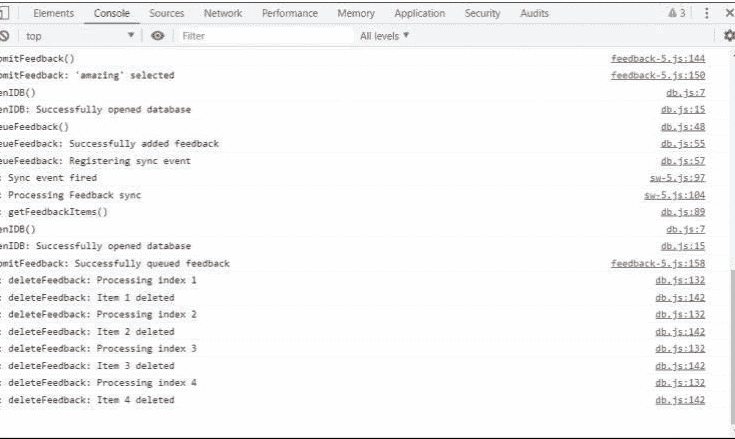 Elements Console Sources Network Performance Memory Application Security Audits 3
top Filter All levels
omitFeedback() feedback-5.js:144
omitFeedback: 'amazing' selected feedback-5.js:150
enIDB() db.js:7
enIDB: Successfully opened database db.js:15
eueFeedback() db.js:48
eueFeedback: Successfully added feedback db.js:55
eueFeedback: Registering sync event db.js:57
: Sync event fired sw-5.js:97
: Processing Feedback sync sw-5.js:104
: getFeedbackItems() db.js:89
enIDB() db.js:7
enIDB: Successfully opened database db.js:15
omitFeedback: Successfully queued feedback feedback-5.js:158
: deleteFeedback: Processing index 1 db.js:132
: deleteFeedback: Item 1 deleted db.js:142
: deleteFeedback: Processing index 2 db.js:132
: deleteFeedback: Item 2 deleted db.js:142
: deleteFeedback: Processing index 3 db.js:132
: deleteFeedback: Item 3 deleted db.js:142
: deleteFeedback: Processing index 4 db.js:132
: deleteFeedback: Item 4 deleted db.js:142